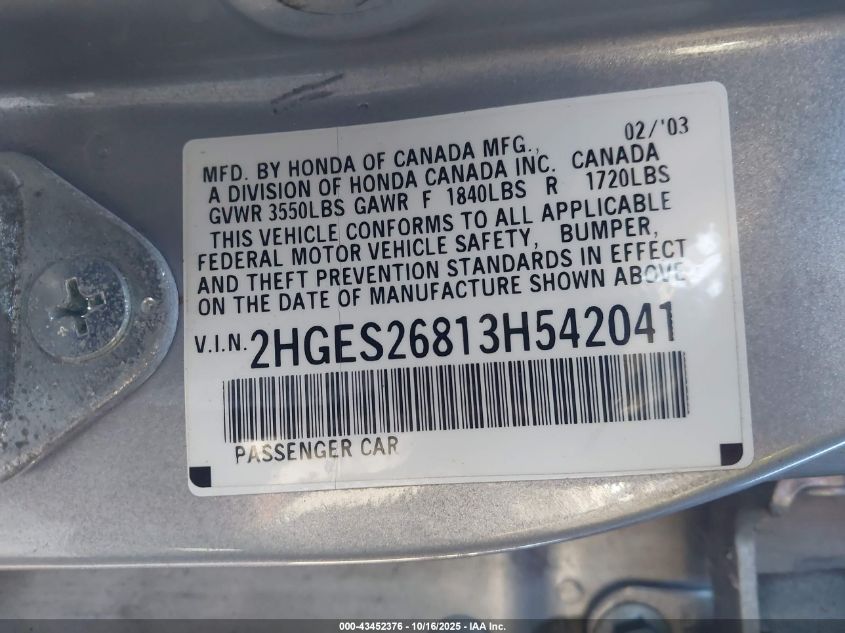 02/'03
MFD. BY HONDA OF CANADA MFG.,
A DIVISION OF HONDA CANADA INC. CANADA
GVWR 3550LBS GAWR F 1840LBS R 1720LBS
THIS VEHICLE CONFORMS TO ALL APPLICABLE
FEDERAL MOTOR VEHICLE SAFETY, BUMPER,
AND THEFT PREVENTION STANDARDS IN EFFECT
ON THE DATE OF MANUFACTURE SHOWN ABOVE
V.I.N. 2HGES26813H542041
PASSENGER CAR
000-43452376 - 10/16/2025 - IAA Inc.